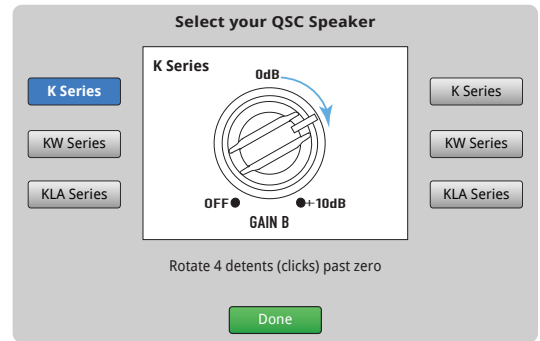 Select your QSC Speaker
K Series
KW Series
KLA Series
K Series
0dB
OFF
+10dB
GAIN B
K Series
KW Series
KLA Series
Rotate 4 detents (clicks) past zero
Done